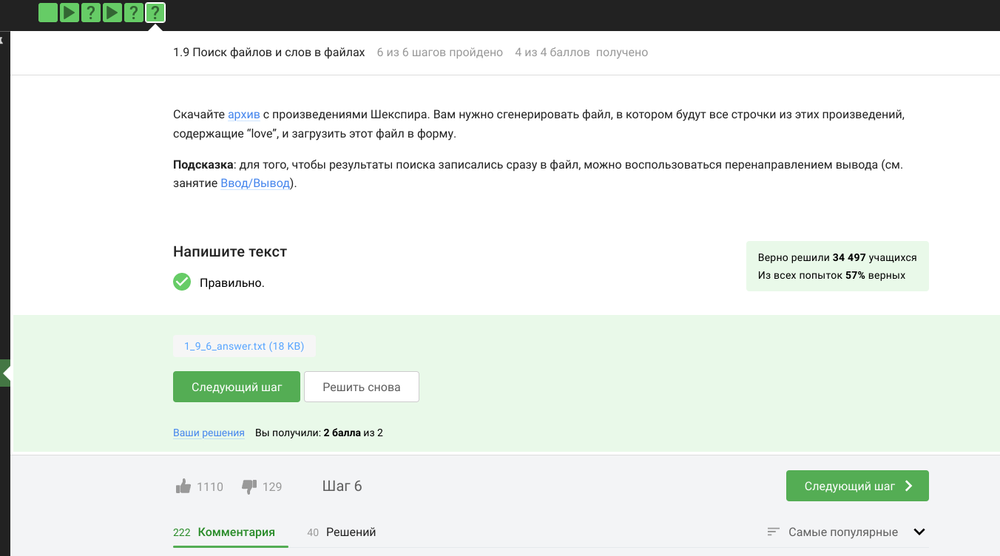 ? ? ?
1.9 Поиск файлов и слов в файлах 6 из 6 шагов пройдено 4 из 4 баллов получено
Скачайте архив с произведениями Шекспира. Вам нужно сгенерировать файл, в котором будут все строчки из этих произведений,
содержащие “love”, и загрузить этот файл в форму.
Подсказка: для того, чтобы результаты поиска записались сразу в файл, можно воспользоваться перенаправлением вывода (см.
занятие Ввод/Вывод).
Напишите текст
Правильно.
Верно решили 34 497 учащихся
Из всех попыток 57% верных
1_9_6_answer.txt (18 KB)
Следующий шаг Решить снова
Ваши решения Вы получили: 2 балла из 2
1110 129 Шаг 6 Следующий шаг
222 Комментария 40 Решений Самые популярные